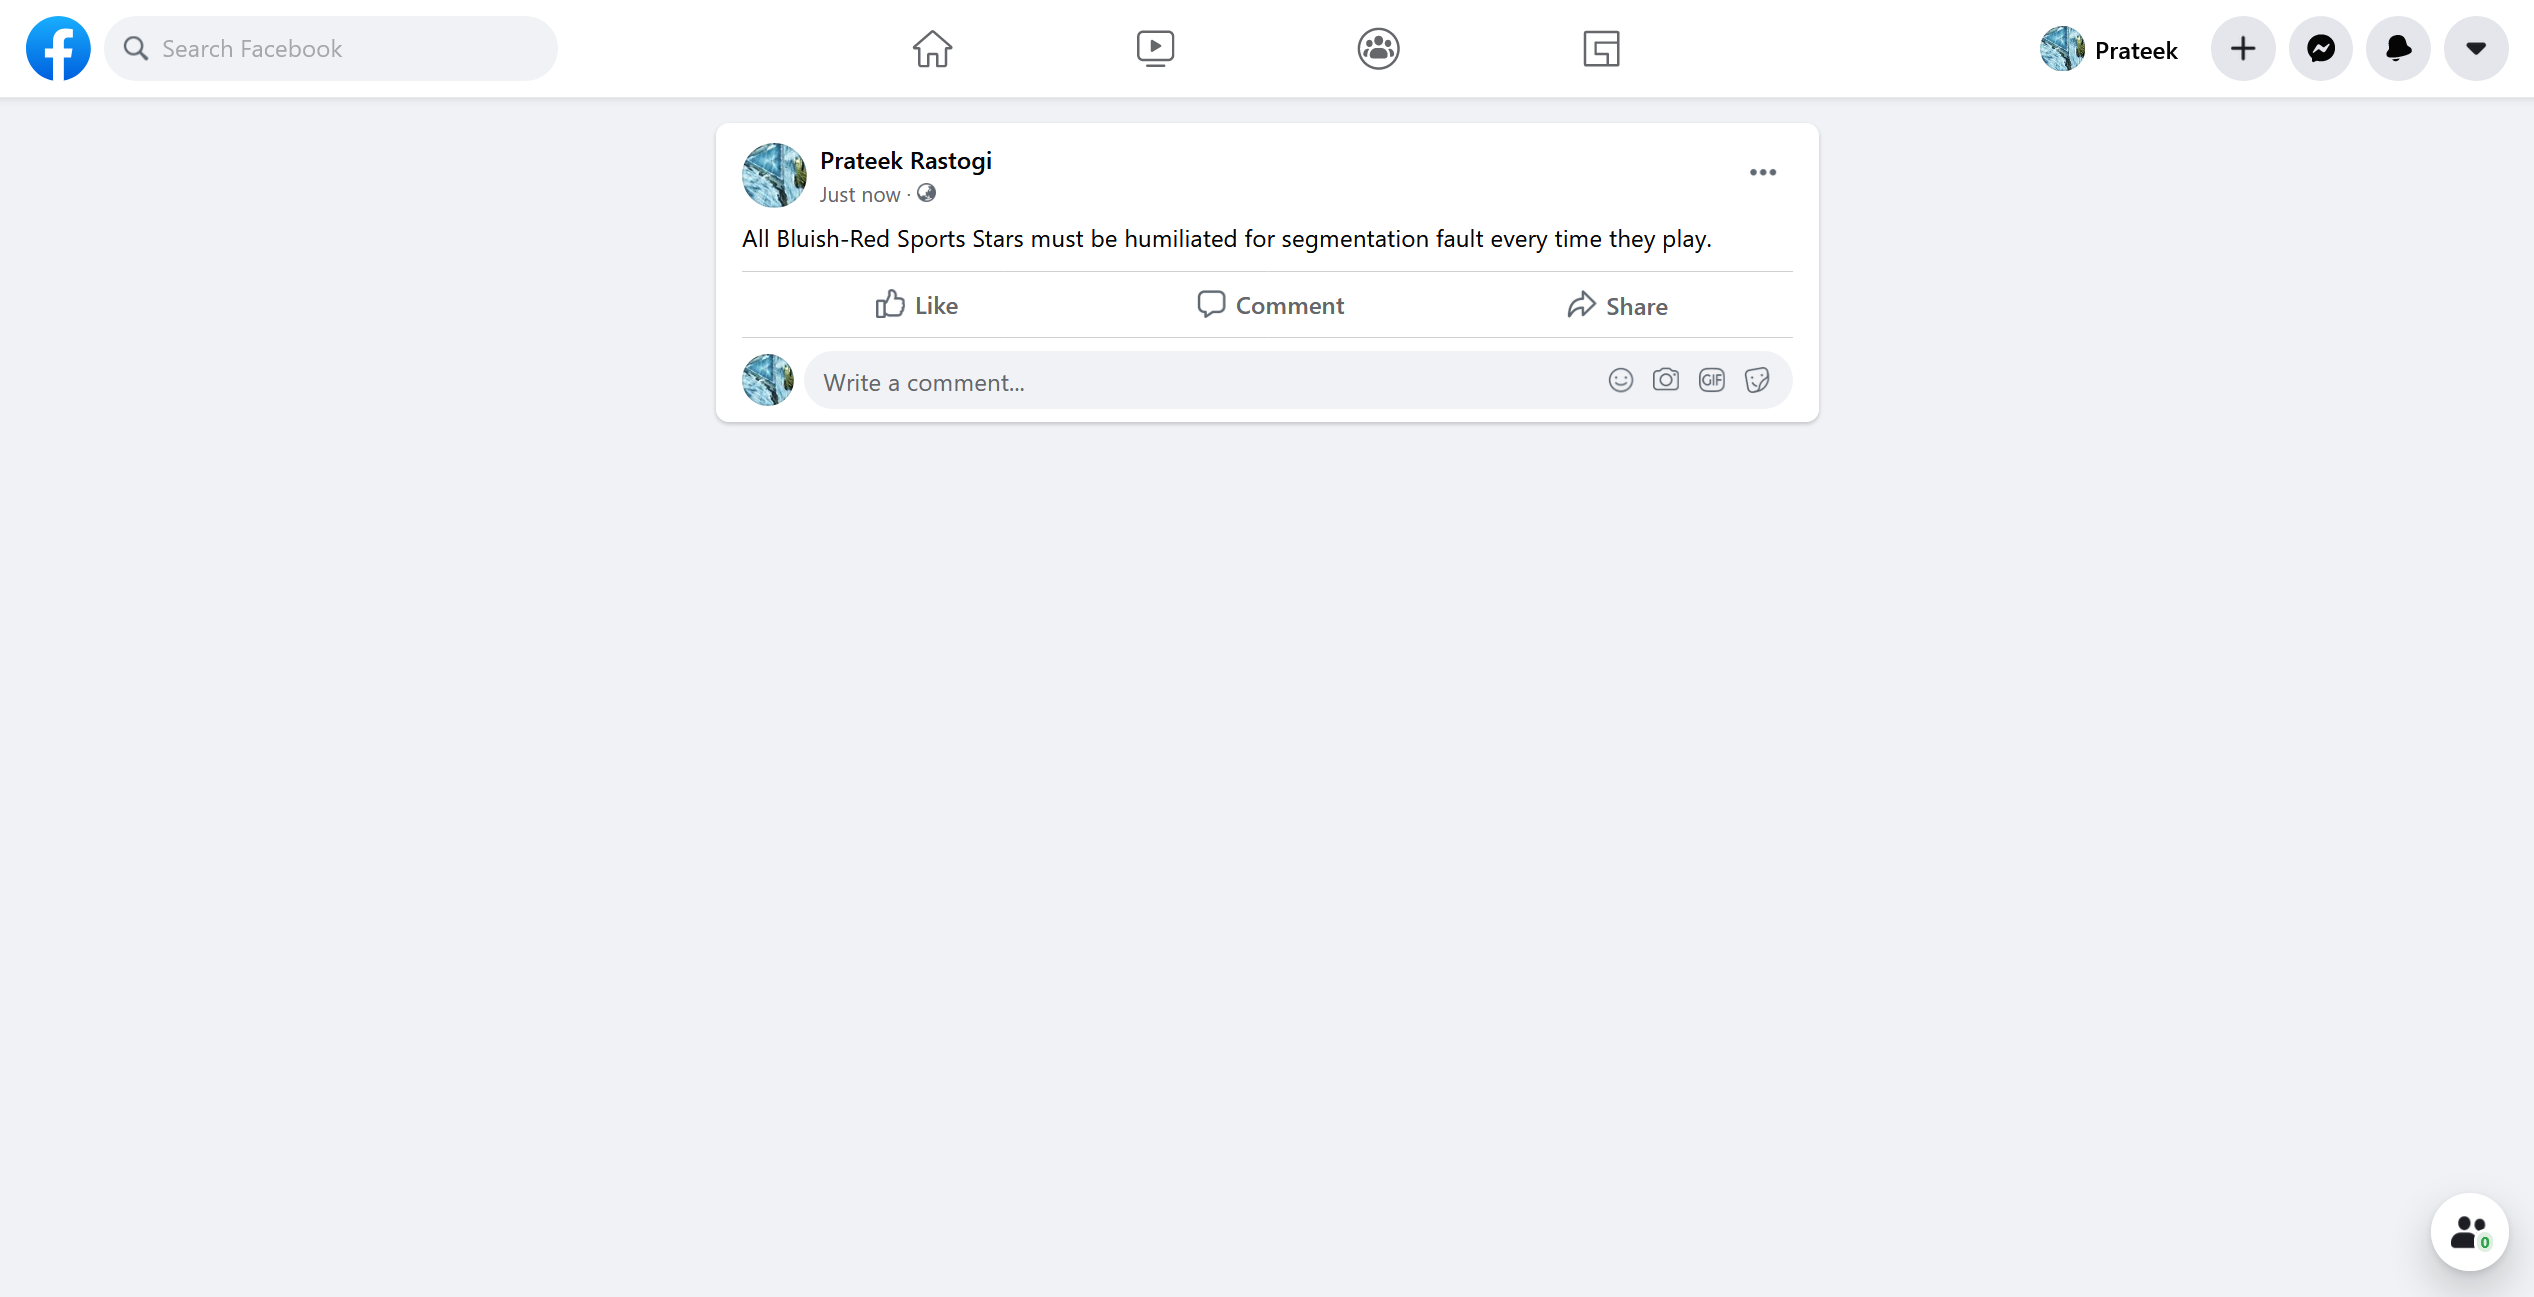 Search Facebook
Prateek
Prateek Rastogi
Just now ·
All Bluish-Red Sports Stars must be humiliated for segmentation fault every time they play.
Like
Comment
Share
Write a comment...
GIF
0